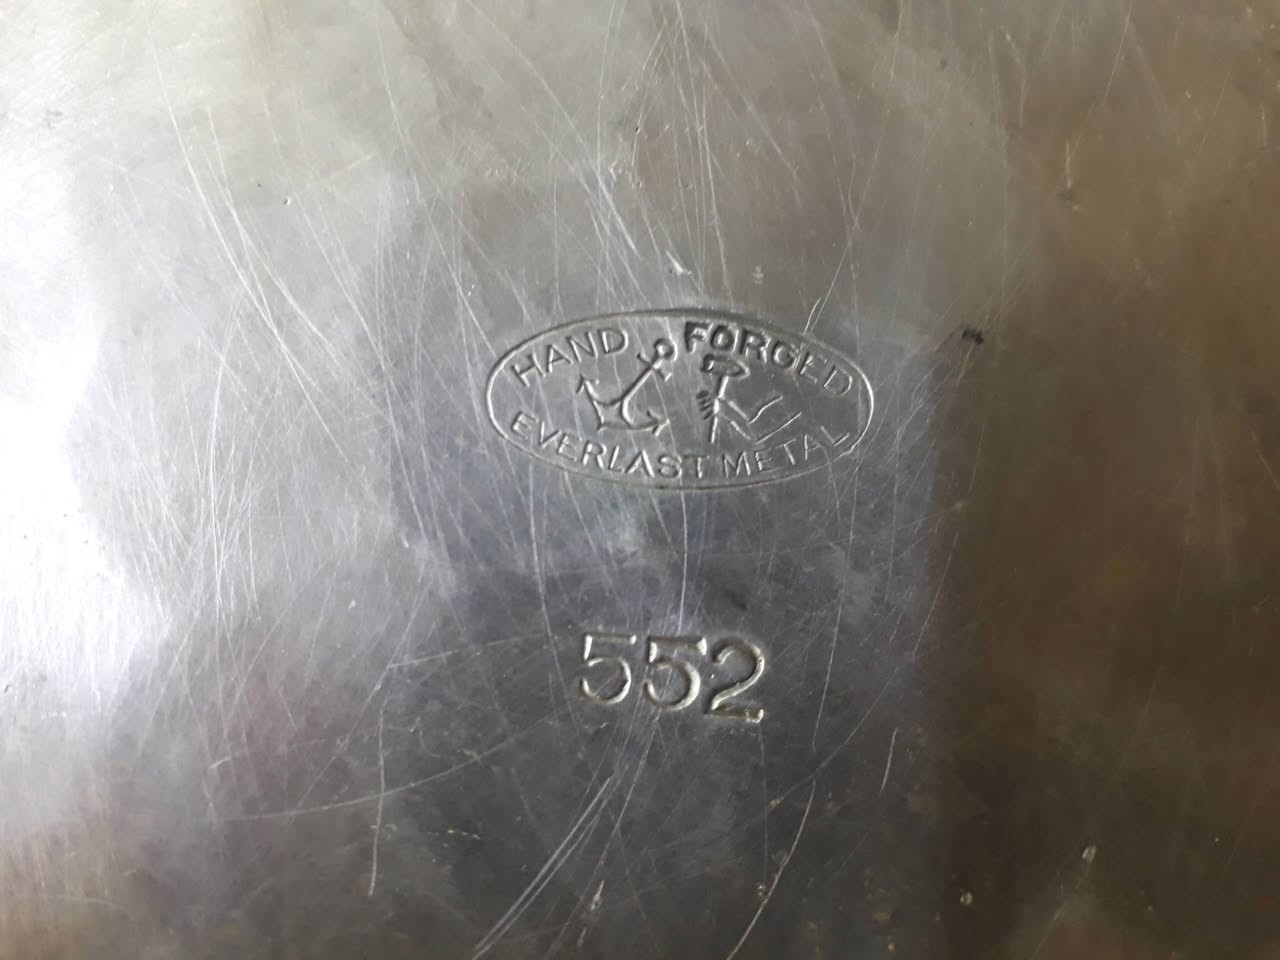 HAND FORGED
EVERLAST METAL
552